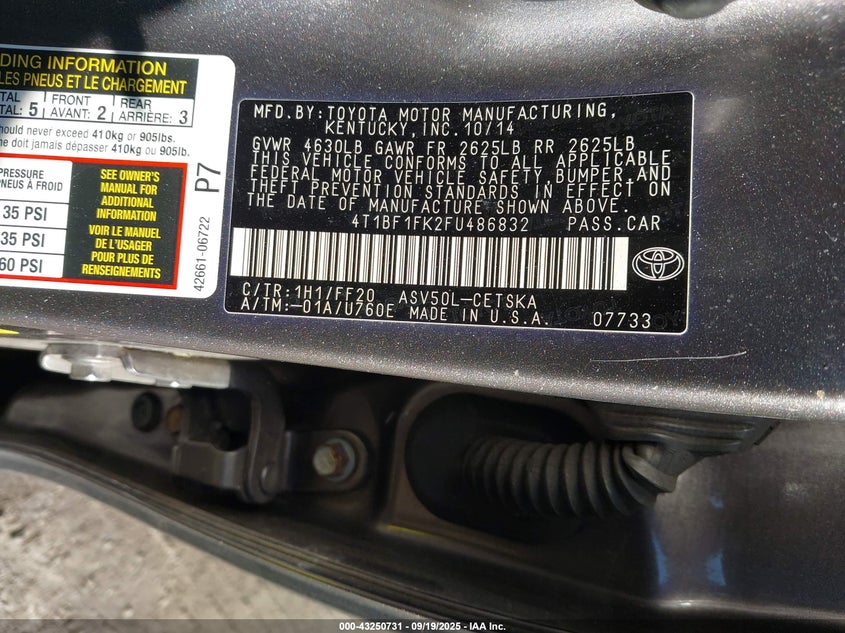 DING INFORMATION
LES PNEUS ET LE CHARGEMENT
TAL 5 FRONT 2 REAR 3
TAL: AVANT: ARRIÈRE:
hould never exceed 410kg or 905lbs.
ne doit jamais dépasser 410kg ou 905lb.
PRESSURE
PNEUS À FROID
35 PSI
35 PSI
60 PSI
SEE OWNER'S
MANUAL FOR
ADDITIONAL
INFORMATION
VOIR LE MANUEL
DE L'USAGER
POUR PLUS DE
RENSEIGNEMENTS
P7
42661-06722
MFD.BY:TOYOTA MOTOR MANUFACTURING,
KENTUCKY, INC.10/14
GVWR 4630LB GAWR FR 2625LB RR 2625LB
THIS VEHICLE CONFORMS TO ALL APPLICABLE
FEDERAL MOTOR VEHICLE SAFETY, BUMPER,AND
THEFT PREVENTION STANDARDS IN EFFECT ON
THE DATE OF MANUFACTURE SHOWN ABOVE.
4T1BF1FK2FU486832 PASS.CAR
C/TR:1H1/FF20 ASV50L-CETSKA
A/TM:-01A/U760E MADE IN U.S.A. 07733
000-43250731 - 09/19/2025 - IAA Inc.